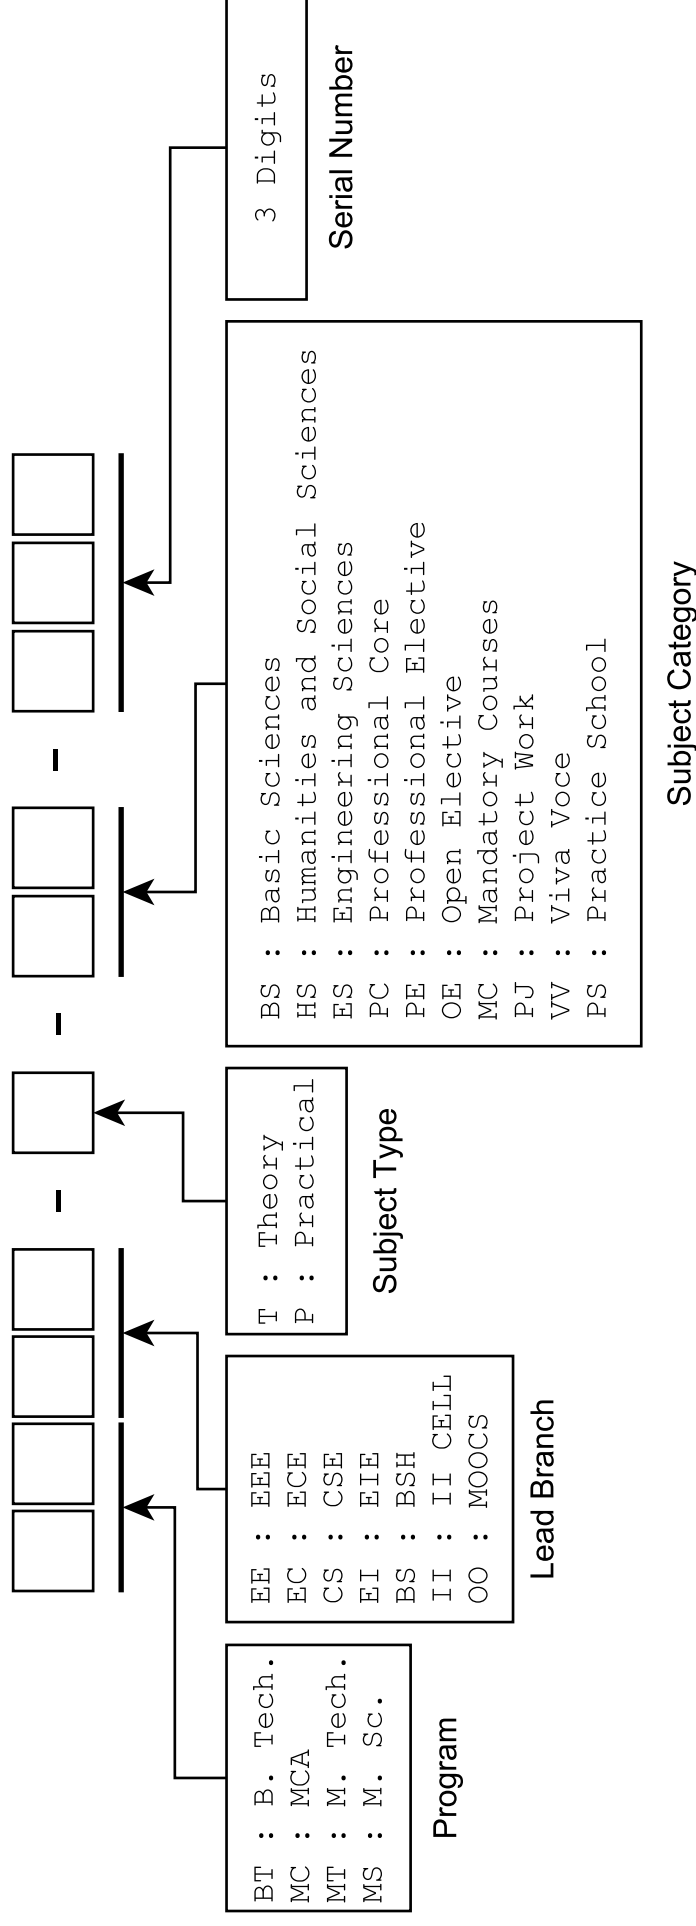 BT : B. Tech.
MC : MCA
MT : M. Tech.
MS : M. Sc.
Program
EE : EEE
EC : ECE
CS : CSE
EI : EIE
BS : BSH
II : II CELL
OO : MOOCS
Lead Branch
T : Theory
P : Practical
Subject Type
BS : Basic Sciences
HS : Humanities and Social Sciences
ES : Engineering Sciences
PC : Professional Core
PE : Professional Elective
OE : Open Elective
MC : Mandatory Courses
PJ : Project Work
VV : Viva Voce
PS : Practice School
Subject Category
3 Digits
Serial Number